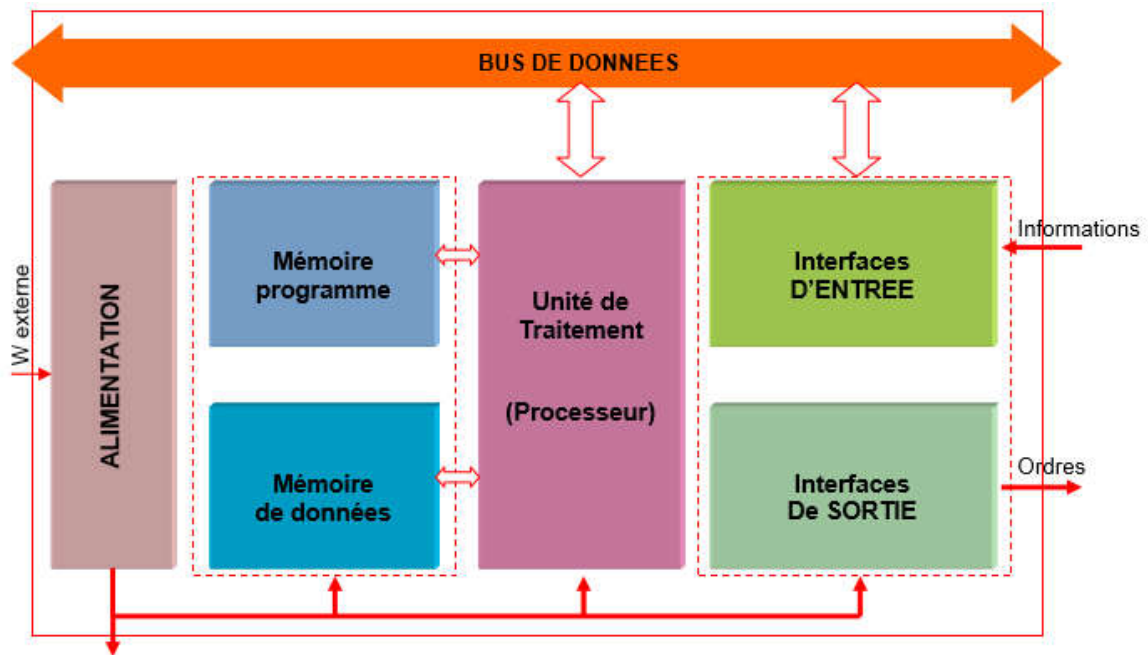 BUS DE DONNEES
W externe
ALIMENTATION
Mémoire
programme
Mémoire
de données
Unité de
Traitement
(Processeur)
Interfaces
D'ENTREE
Interfaces
De SORTIE
Informations
Ordres